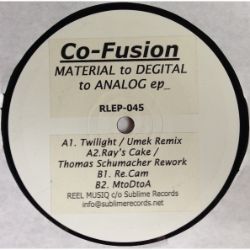 Co-Fusion
MATERIAL to DEGITAL
to ANALOG ep_
RLEP-045
A1. Twilight / Umek Remix
A2.Ray's Cake /
Thomas Schumacher Rework
B1. Re.Cam
B2. MtoDtoA
REEL MUSIQ c/o Sublime Records
info@sublimerecords.net